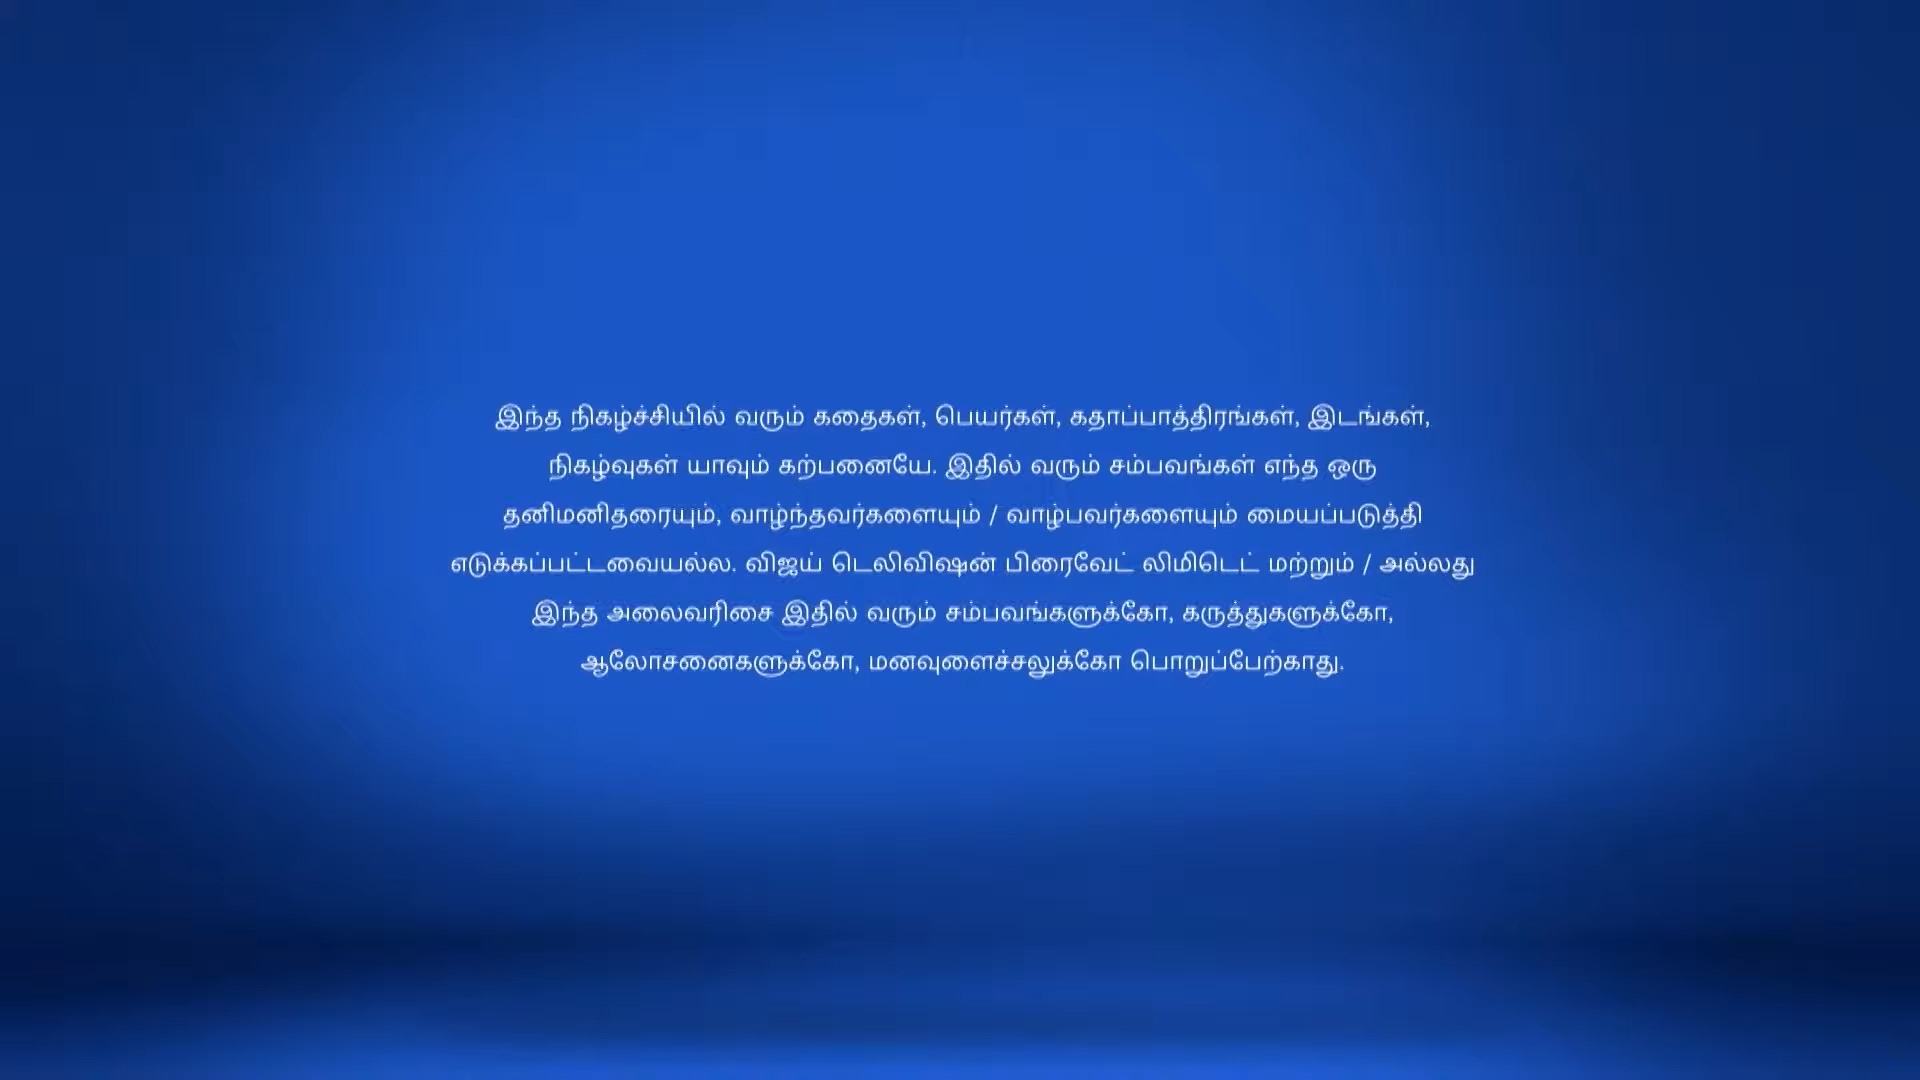 இந்த நிகழ்ச்சியில் வரும் கதைகள், பெயர்கள், கதாப்பாத்திரங்கள், இடங்கள்,
நிகழ்வுகள் யாவும் கற்பனையே. இதில் வரும் சம்பவங்கள் எந்த ஒரு
தனிமனிதரையும், வாழ்ந்தவர்களையும் / வாழ்பவர்களையும் மையப்படுத்தி
எடுக்கப்பட்டவையல்ல. விஜய் டெலிவிஷன் பிரைவேட் லிமிடெட் மற்றும் / அல்லது
இந்த அலைவரிசை இதில் வரும் சம்பவங்களுக்கோ, கருத்துகளுக்கோ,
ஆலோசனைகளுக்கோ, மனவுளைச்சலுக்கோ பொறுப்பேற்காது.